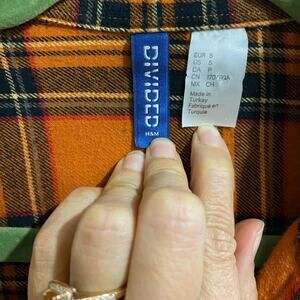 DIVIDED
H&M
EUR S
US S
CA P
CN 170/92A
MX CH
Made in
Turkey
Fabriqué en
Turquie